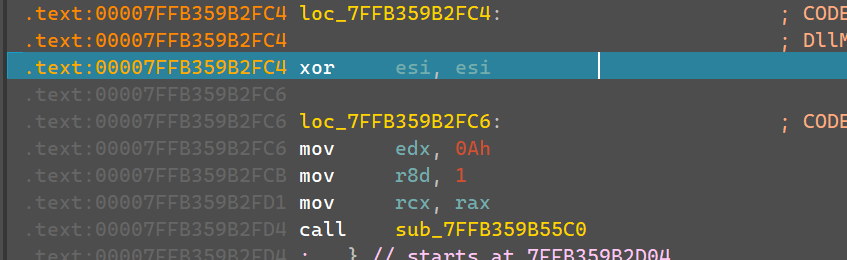 .text:00007FFB359B2FC4 loc_7FFB359B2FC4: ; CODE
.text:00007FFB359B2FC4 ; DllM
.text:00007FFB359B2FC4 xor esi, esi
.text:00007FFB359B2FC6
.text:00007FFB359B2FC6 loc_7FFB359B2FC6: ; CODE
.text:00007FFB359B2FC6 mov edx, 0Ah
.text:00007FFB359B2FCB mov r8d, 1
.text:00007FFB359B2FD1 mov rcx, rax
.text:00007FFB359B2FD4 call sub_7FFB359B55C0
.text:00007FFB359B2FD4 ; } // starts at 7FFB359B2D04